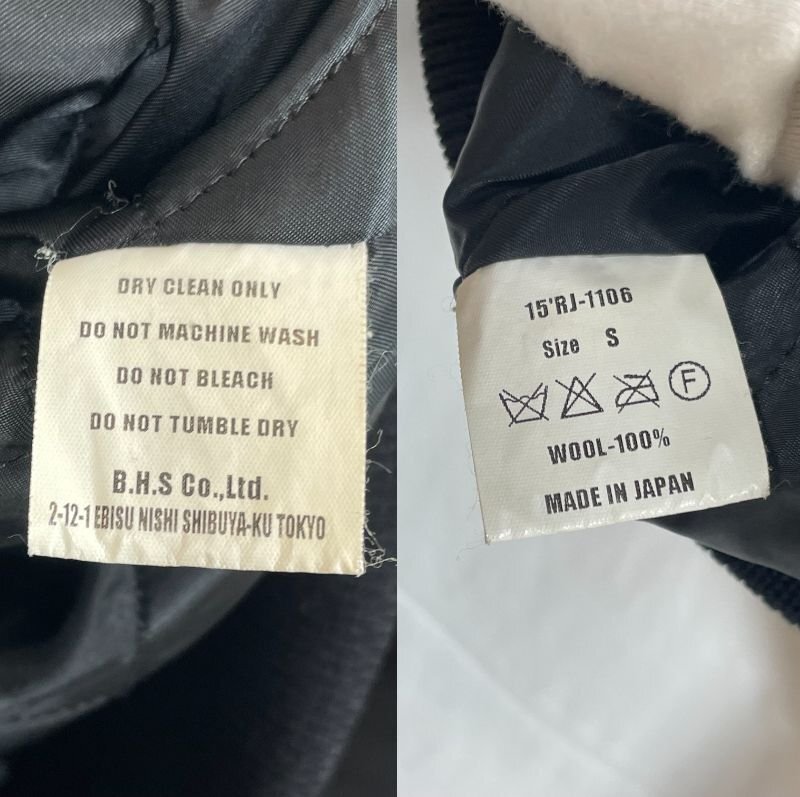 DRY CLEAN ONLY
DO NOT MACHINE WASH
DO NOT BLEACH
DO NOT TUMBLE DRY
B.H.S Co.,Ltd.
2-12-1 EBISU NISHI SHIBUYA-KU TOKYO
15'RJ-1106
Size S
F
WOOL-100%
MADE IN JAPAN